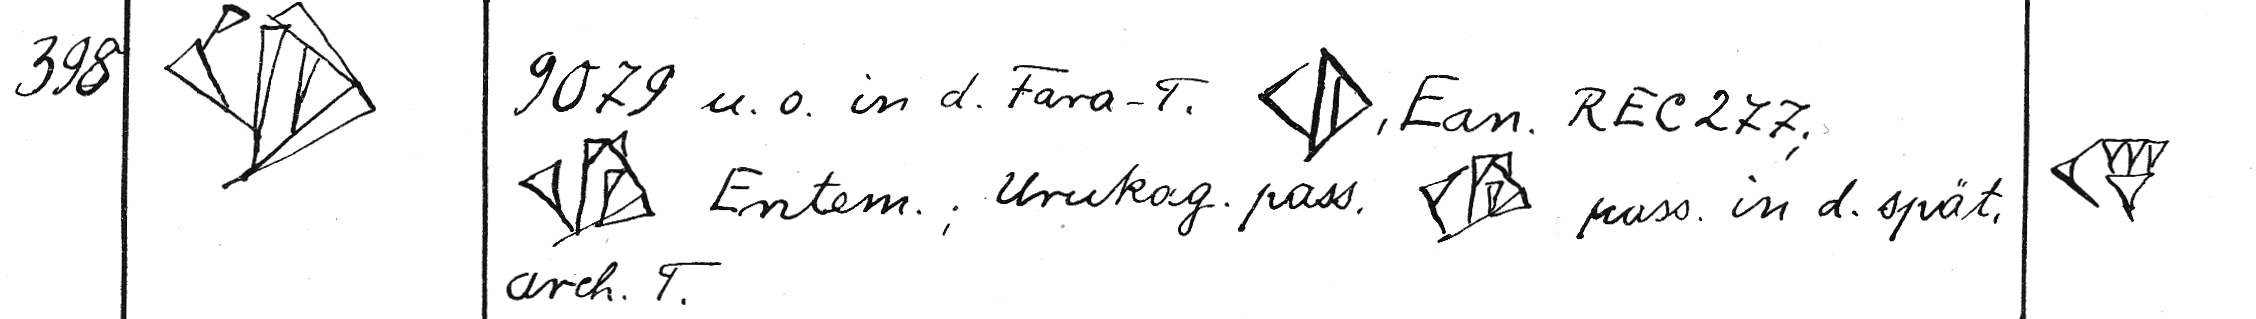 398 9079 u. o. in d. Fara-T. , Ean. REC 277;
Entem.; Urukag. pass. pass. in d. spät.
arch. T.